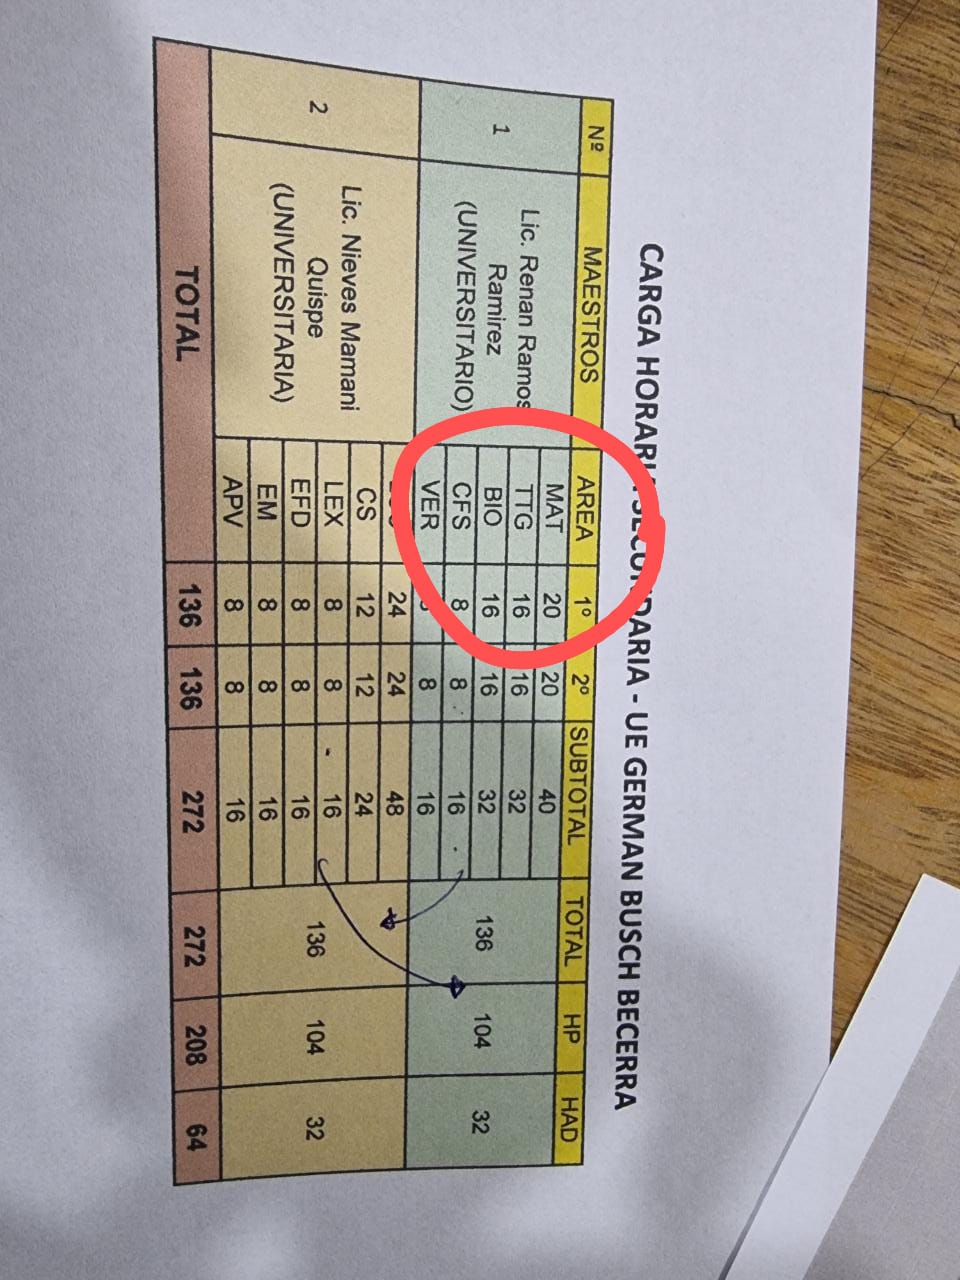 CARGA HORARIA SECUNDARIA - UE GERMAN BUSCH BECERRA
Nº MAESTROS AREA 1º 2º SUBTOTAL TOTAL HP HAD
1 Lic. Renan Ramos Ramirez (UNIVERSITARIO) MAT 20 20 40 136 104 32
TTG 16 16 32
BIO 16 16 32
CFS 8 8 16
VER 8 16
2 Lic. Nieves Mamani Quispe (UNIVERSITARIA) 24 24 48 136 104 32
CS 12 12 24
LEX 8 8 16
EFD 8 8 16
EM 8 8 16
APV 8 8 16
TOTAL 136 136 272 272 208 64